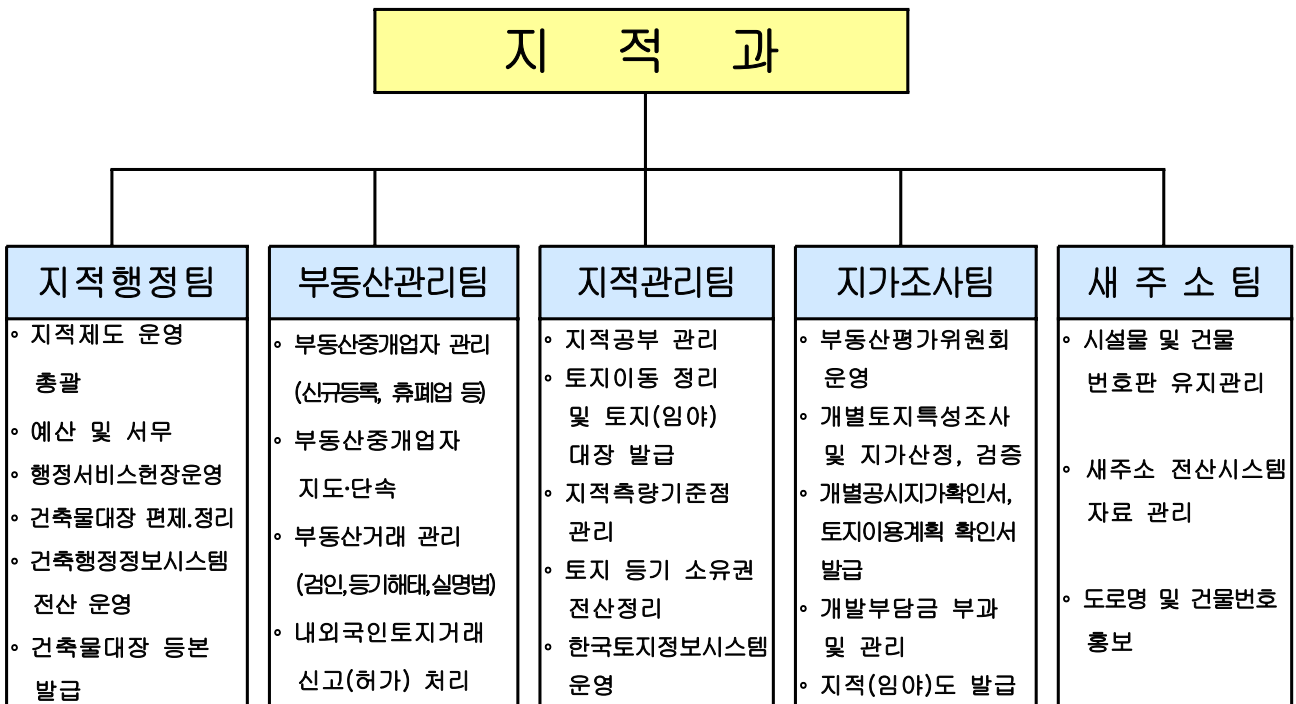 지 적 과
지적행정팀
◦ 지적제도 운영
총괄
◦ 예산 및 서무
◦ 행정서비스헌장운영
◦ 건축물대장 편제.정리
◦ 건축행정정보시스템
전산 운영
◦ 건축물대장 등본
발급
부동산관리팀
◦ 부동산중개업자 관리
(신규등록, 휴폐업 등)
◦ 부동산중개업자
지도·단속
◦ 부동산거래 관리
(검인,등기해태,실명법)
◦ 내외국인토지거래
신고(허가) 처리
지적관리팀
◦ 지적공부 관리
◦ 토지이동 정리
및 토지(임야)
대장 발급
◦ 지적측량기준점
관리
◦ 토지 등기 소유권
전산정리
◦ 한국토지정보시스템
운영
지가조사팀
◦ 부동산평가위원회
운영
◦ 개별토지특성조사
및 지가산정, 검증
◦ 개별공시지가확인서,
토지이용계획 확인서
발급
◦ 개발부담금 부과
및 관리
◦ 지적(임야)도 발급
새 주 소 팀
◦ 시설물 및 건물
번호판 유지관리
◦ 새주소 전산시스템
자료 관리
◦ 도로명 및 건물번호
홍보